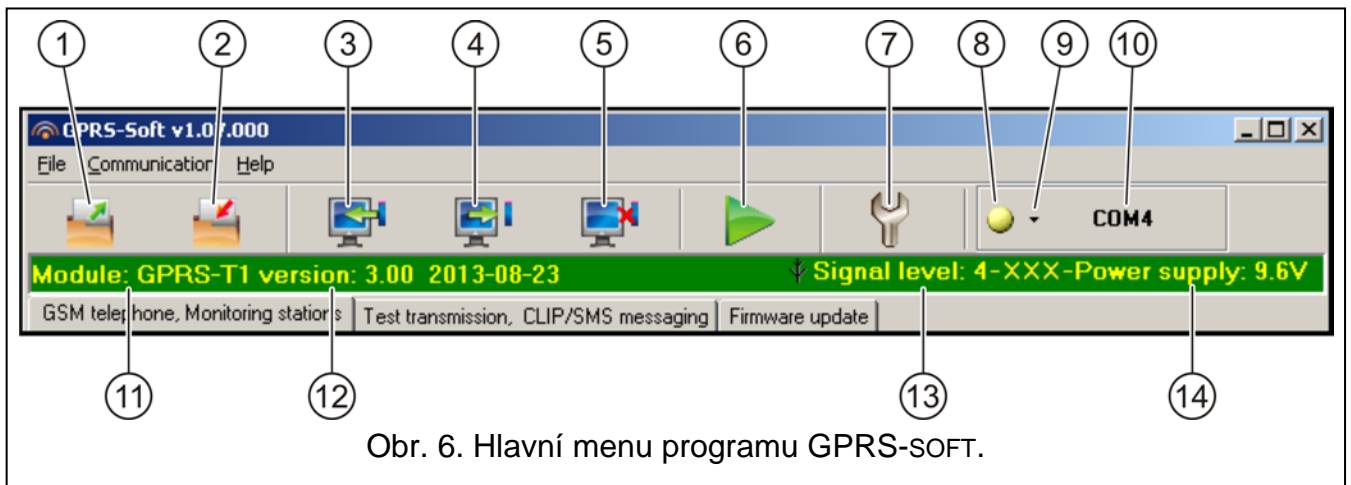 1 2 3 4 5 6 7 8 9 10
GPRS-Soft v1.07.000
File Communication Help
COM4
Module: GPRS-T1 version: 3.00 2013-08-23 Signal level: 4-XXX-Power supply: 9.6V
GSM telephone, Monitoring stations Test transmission, CLIP/SMS messaging Firmware update
11 12 13 14
Obr. 6. Hlavní menu programu GPRS-SOFT.